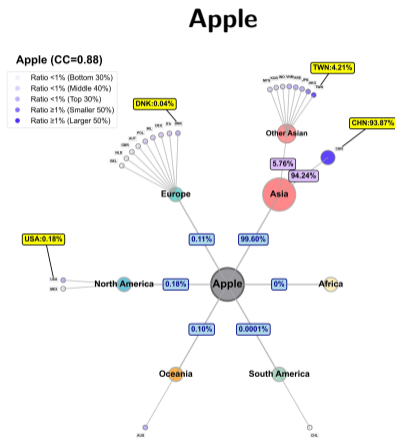 Apple
Apple (CC=0.88)
Ratio <1% (Bottom 30%)
Ratio <1% (Middle 40%)
Ratio <1% (Top 30%)
Ratio ≥1% (Smaller 50%)
Ratio ≥1% (Larger 50%)
TWN:4.21%
DNK:0.04%
CHN:93.87%
Other Asian
5.76%
94.24%
Europe
Asia
0.11%
99.60%
USA:0.18%
North America
0.18%
Apple
0%
Africa
MEX
0.10%
0.0001%
Oceania
South America
AUS
CHL